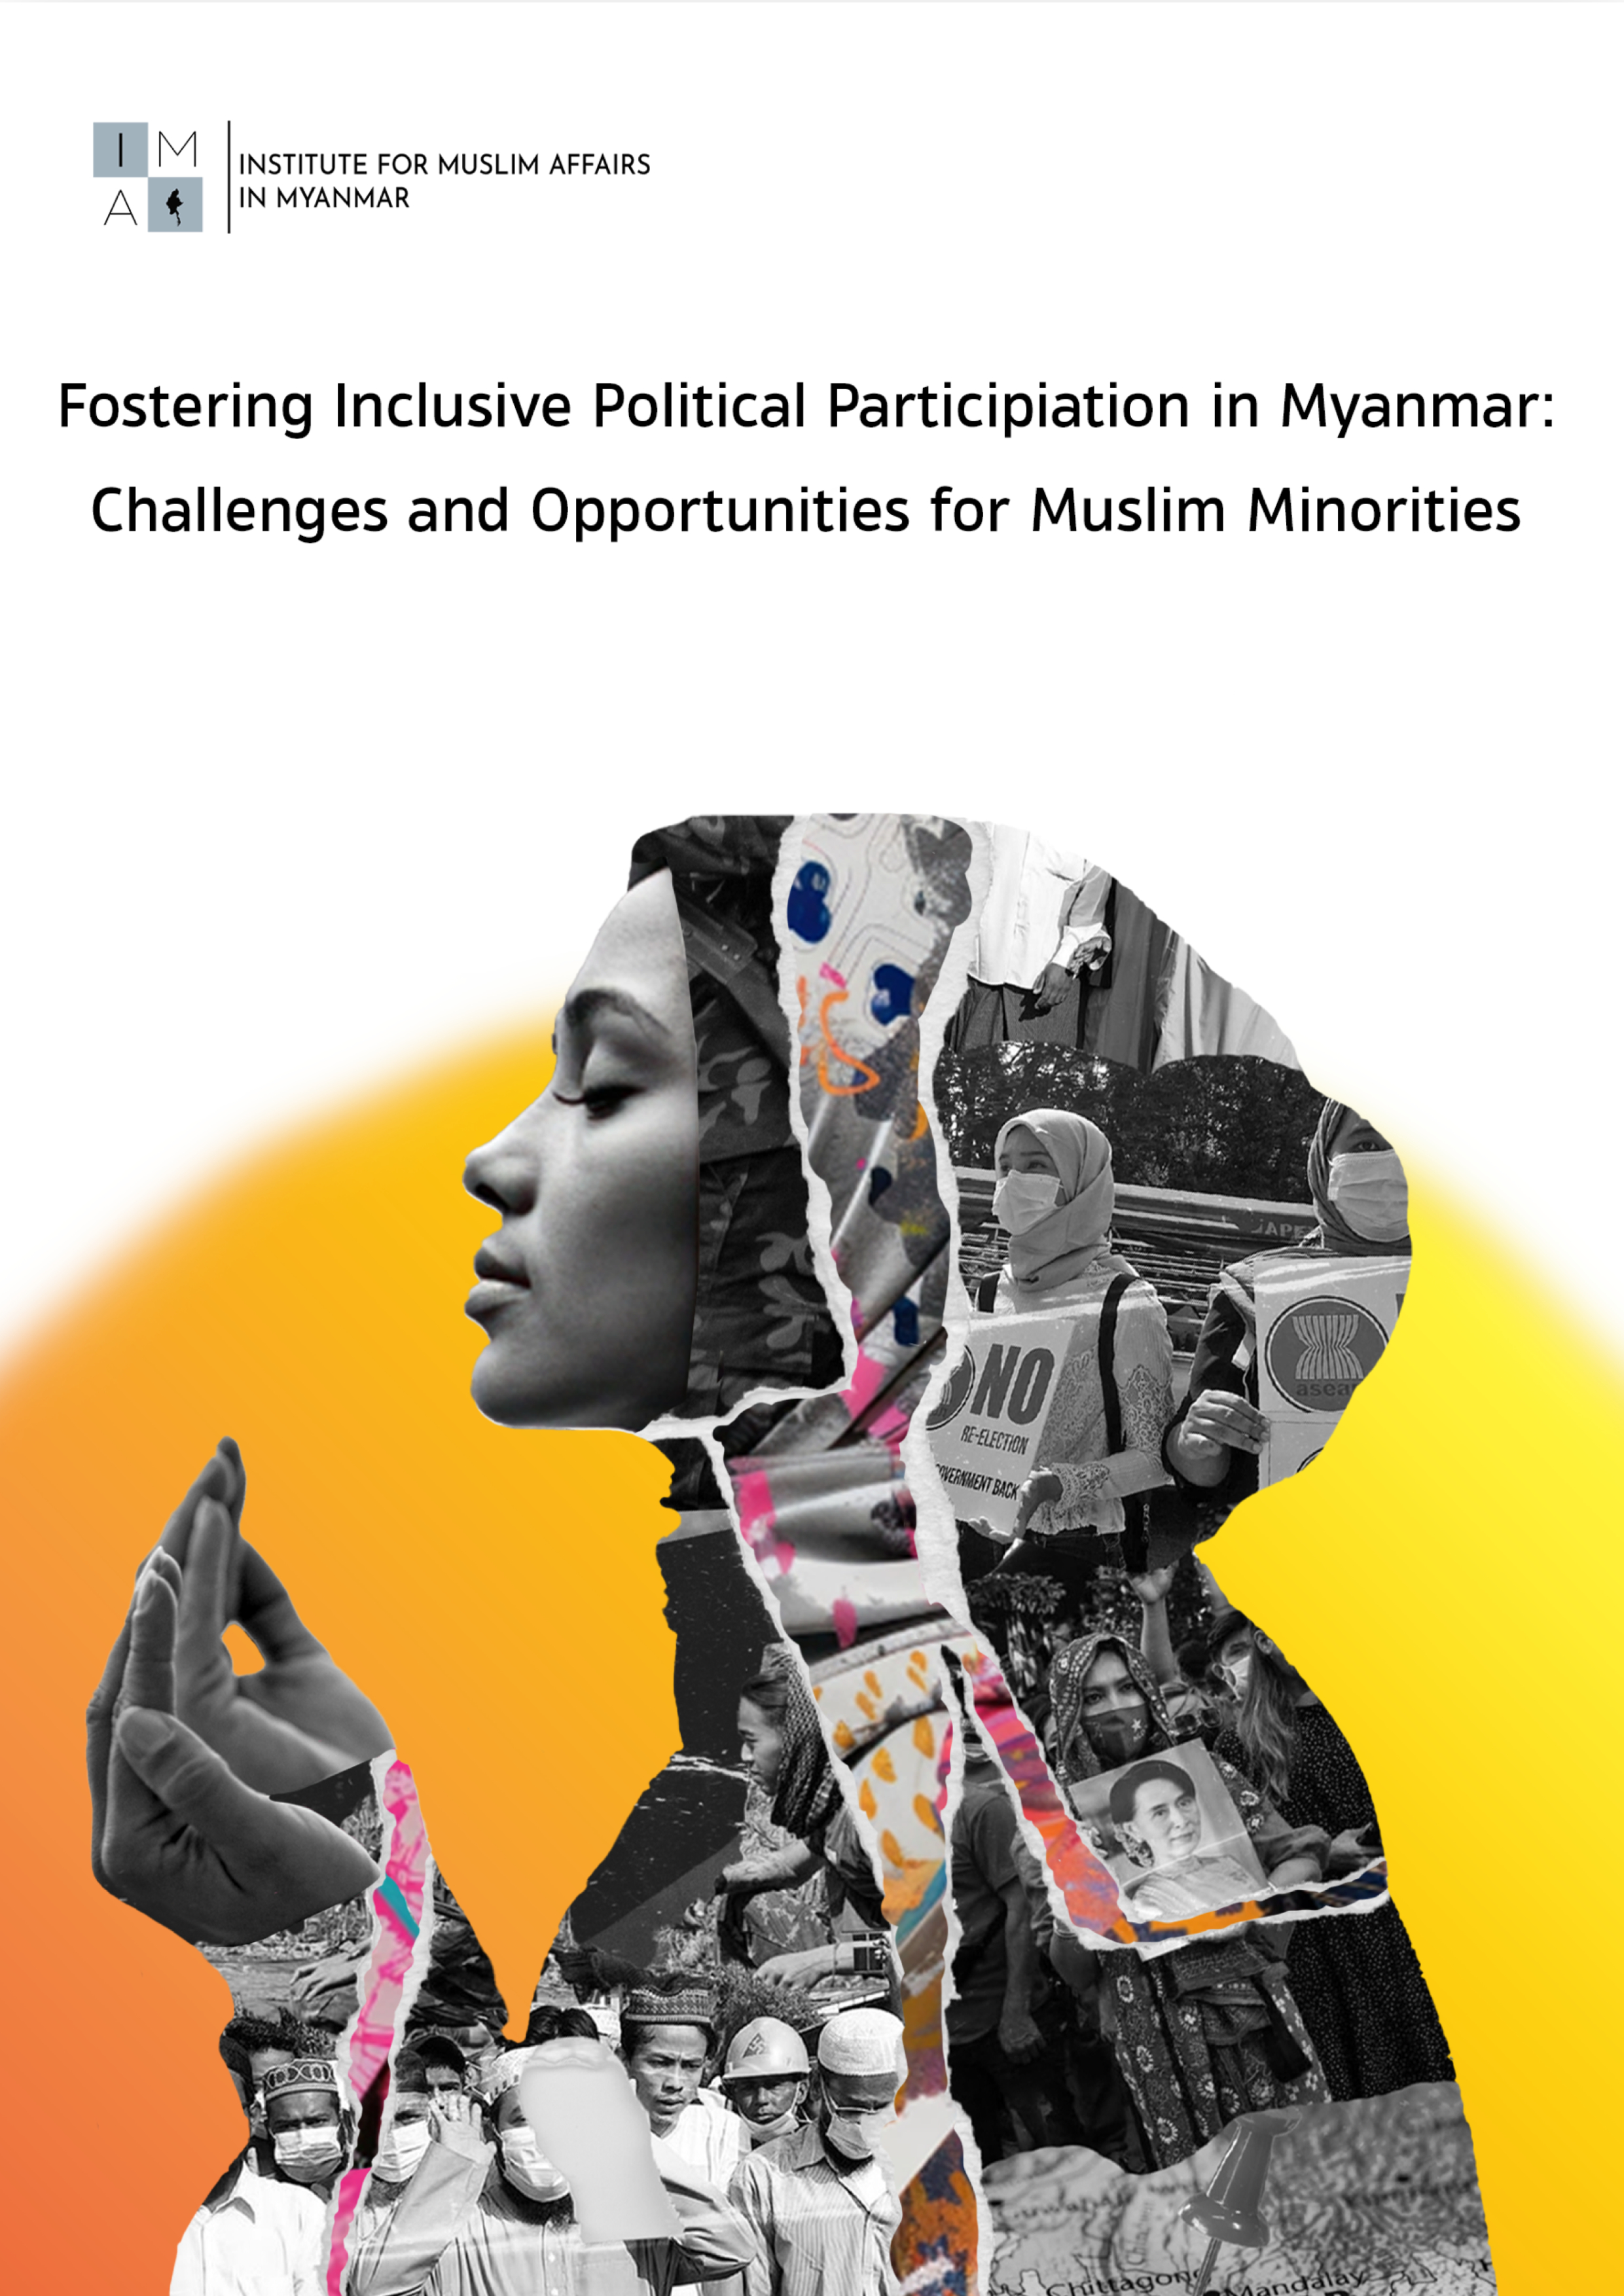 I M
A
INSTITUTE FOR MUSLIM AFFAIRS
IN MYANMAR
Fostering Inclusive Political Participiation in Myanmar:
Challenges and Opportunities for Muslim Minorities
NO
RE-ELECTION
GOVERNMENT BACK
asean
Chittagong
Mandalay